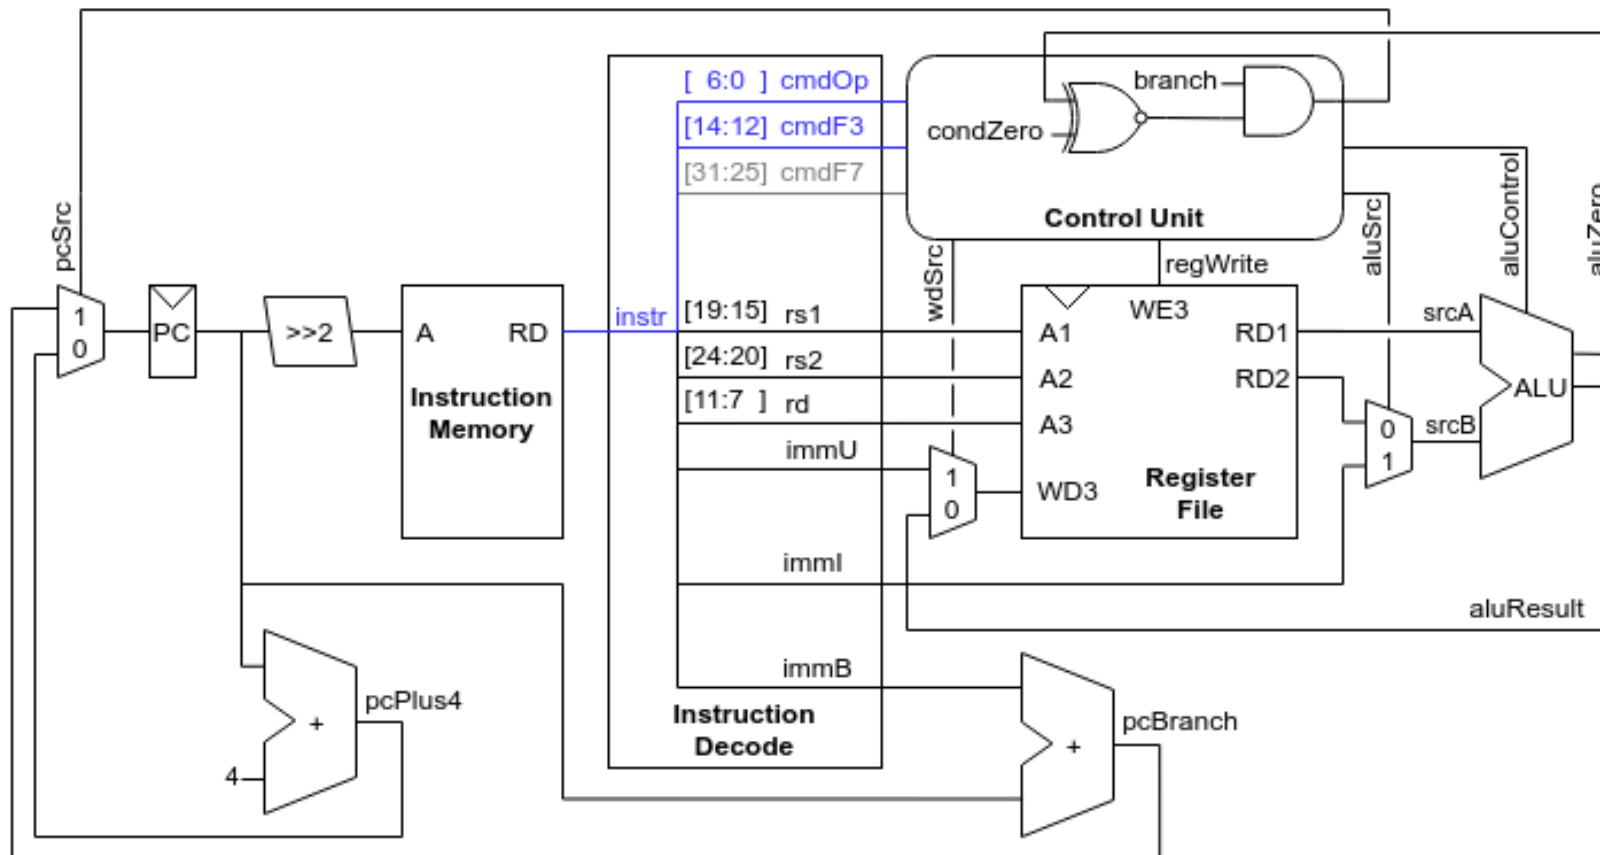 [ 6:0 ] cmdOp
branch
[14:12] cmdF3
condZero
[31:25] cmdF7
Control Unit
pcSrc
wdSrc
regWrite
aluSrc
aluControl
aluZero
1
0
PC
>>2
A RD
Instruction
Memory
instr
[19:15] rs1
[24:20] rs2
[11:7 ] rd
immU
1
0
WE3
A1 RD1
A2 RD2
A3
WD3
Register
File
srcA
srcB
0
1
ALU
immI
aluResult
immB
Instruction
Decode
pcPlus4
+
4
pcBranch
+